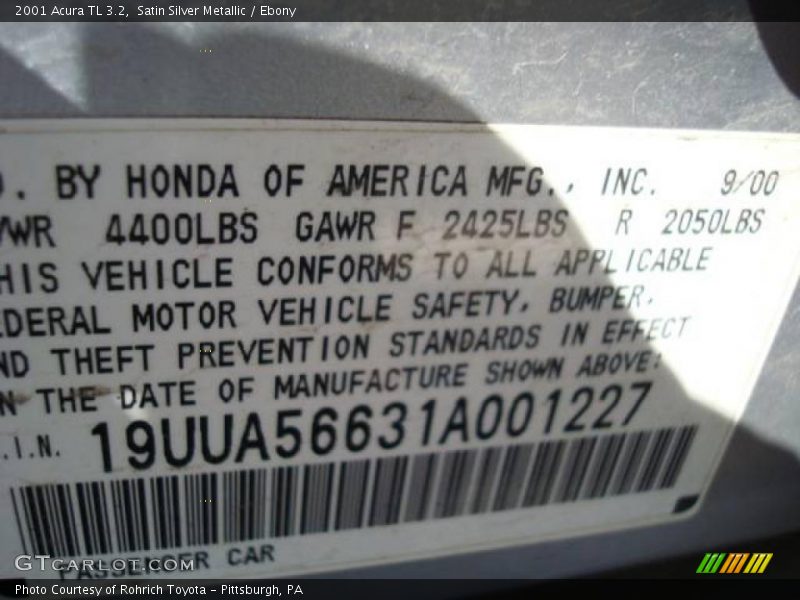 2001 Acura TL 3.2, Satin Silver Metallic / Ebony
. BY HONDA OF AMERICA MFG., INC. 9/00
VWR 4400LBS GAWR F 2425LBS R 2050LBS
HIS VEHICLE CONFORMS TO ALL APPLICABLE
EDERAL MOTOR VEHICLE SAFETY, BUMPER,
ND THEFT PREVENTION STANDARDS IN EFFECT
N THE DATE OF MANUFACTURE SHOWN ABOVE:
.I.N. 19UUA56631A001227
PASSENGER CAR
GTCarLot.com
Photo Courtesy of Rohrich Toyota - Pittsburgh, PA